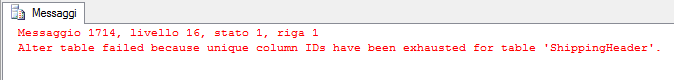 Messaggi
Messaggio 1714, livello 16, stato 1, riga 1
Alter table failed because unique column IDs have been exhausted for table 'ShippingHeader'.